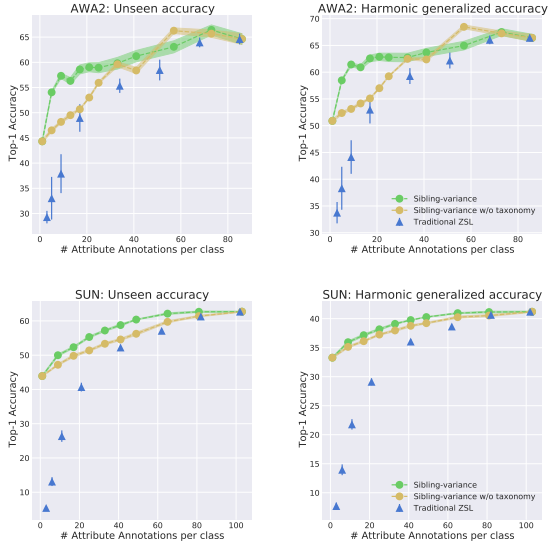 AWA2: Unseen accuracy
Top-1 Accuracy
65
60
55
50
45
40
35
30
0 20 40 60 80
# Attribute Annotations per class
AWA2: Harmonic generalized accuracy
Top-1 Accuracy
70
65
60
55
50
45
40
35
30
Sibling-variance
Sibling-variance w/o taxonomy
Traditional ZSL
0 20 40 60 80
# Attribute Annotations per class
SUN: Unseen accuracy
Top-1 Accuracy
60
50
40
30
20
10
0 20 40 60 80 100
# Attribute Annotations per class
SUN: Harmonic generalized accuracy
Top-1 Accuracy
40
35
30
25
20
15
10
Sibling-variance
Sibling-variance w/o taxonomy
Traditional ZSL
0 20 40 60 80 100
# Attribute Annotations per class